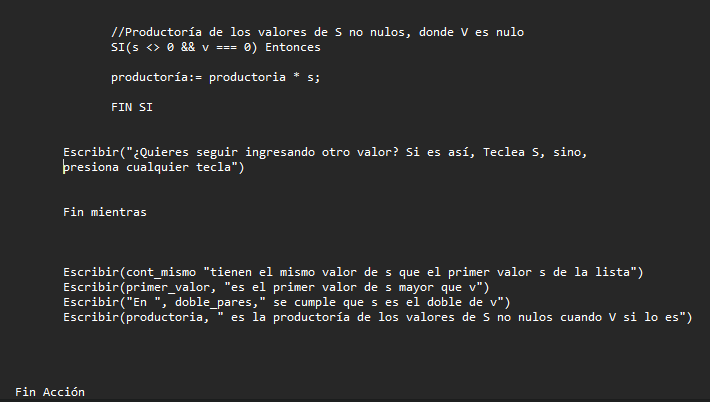 //Productoría de los valores de S no nulos, donde V es nulo
SI(s <> 0 && v === 0) Entonces
productoría:= productoria * s;
FIN SI
Escribir("¿Quieres seguir ingresando otro valor? Si es así, Teclea S, sino,
presiona cualquier tecla")
Fin mientras
Escribir(cont_mismo "tienen el mismo valor de s que el primer valor s de la lista")
Escribir(primer_valor, "es el primer valor de s mayor que v")
Escribir("En ", doble_pares," se cumple que s es el doble de v")
Escribir(productoria, " es la productoría de los valores de S no nulos cuando V si lo es")
Fin Acción